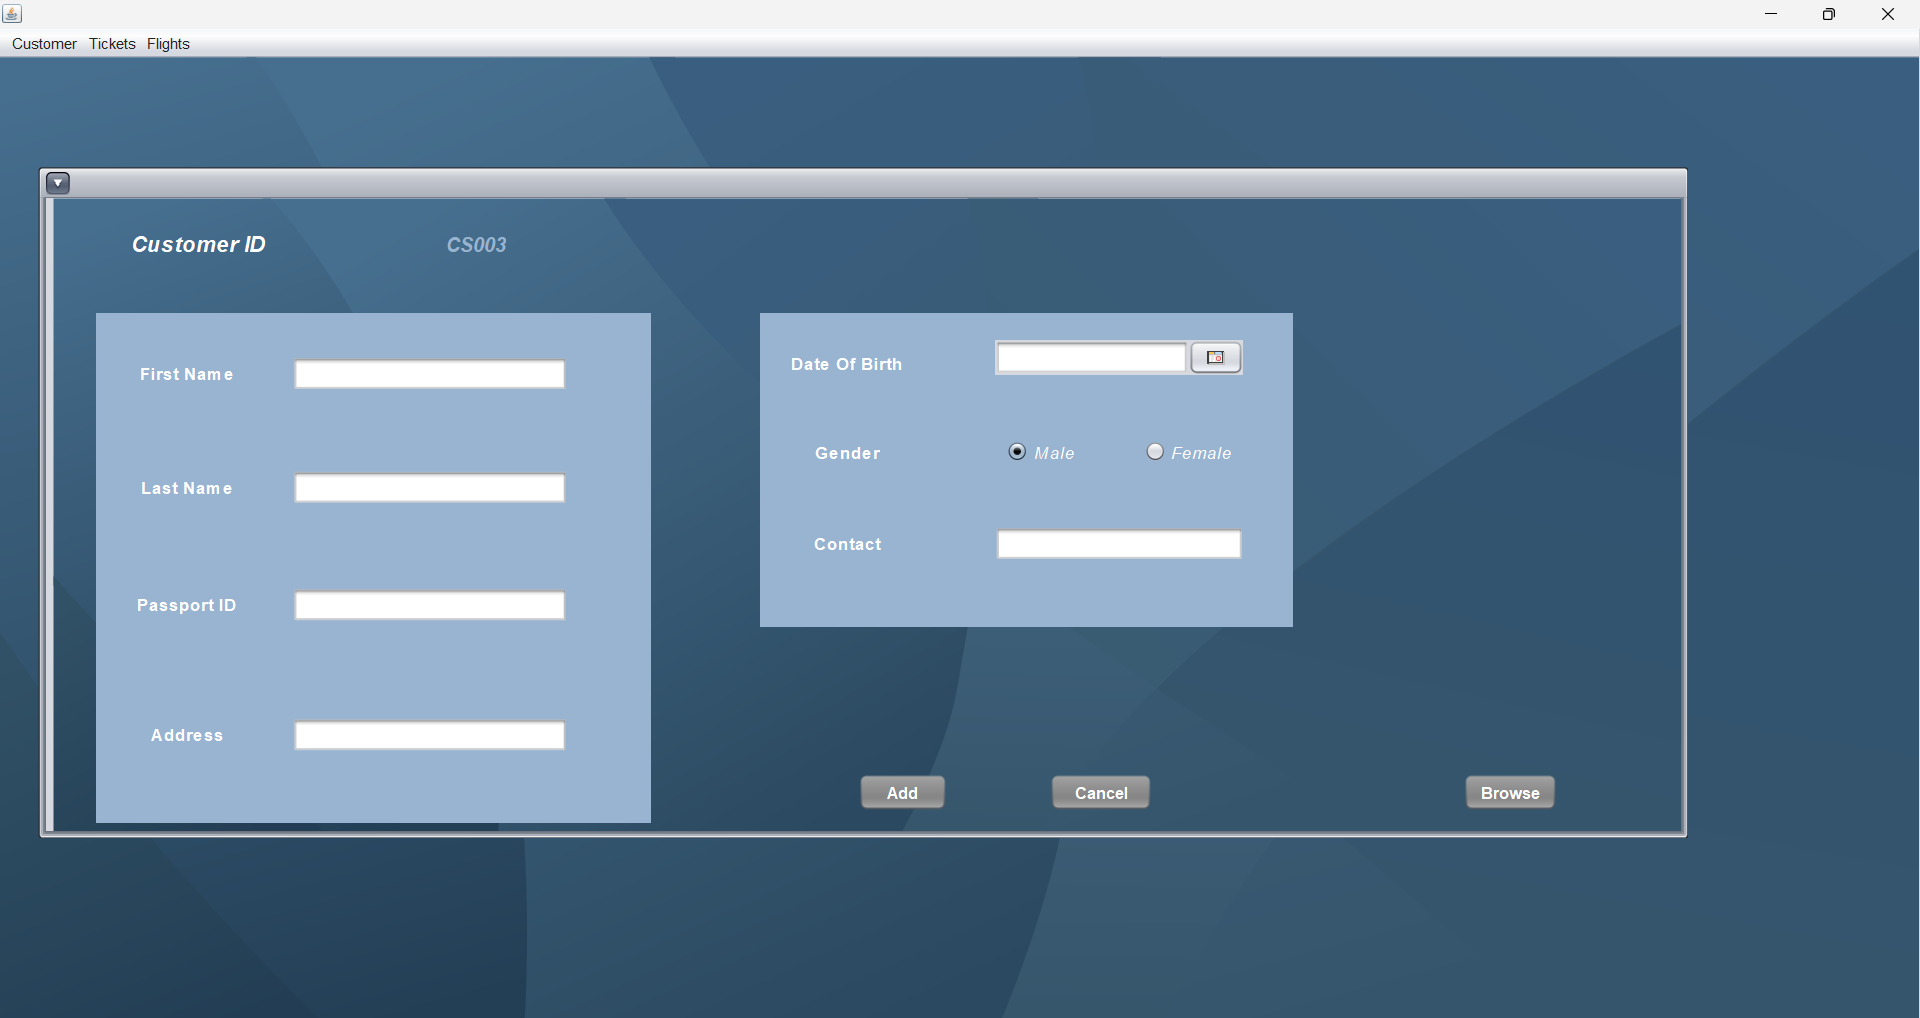 Customer Tickets Flights
Customer ID CS003
First Name
Last Name
Passport ID
Address
Date Of Birth
Gender Male Female
Contact
Add Cancel Browse